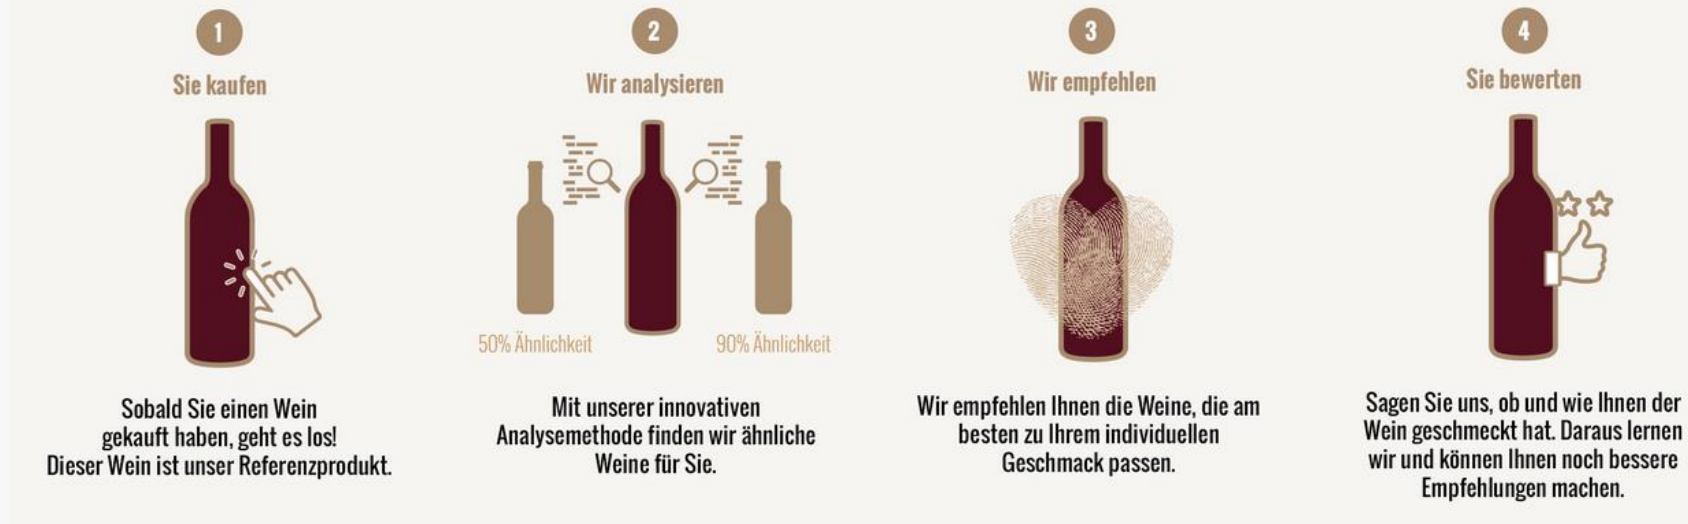 1
Sie kaufen
Sobald Sie einen Wein
gekauft haben, geht es los!
Dieser Wein ist unser Referenzprodukt.
2
Wir analysieren
50% Ähnlichkeit
90% Ähnlichkeit
Mit unserer innovativen
Analysemethode finden wir ähnliche
Weine für Sie.
3
Wir empfehlen
Wir empfehlen Ihnen die Weine, die am
besten zu Ihrem individuellen
Geschmack passen.
4
Sie bewerten
Sagen Sie uns, ob und wie Ihnen der
Wein geschmeckt hat. Daraus lernen
wir und können Ihnen noch bessere
Empfehlungen machen.